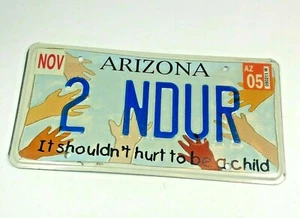 NOV ARIZONA AZ
05
2 NDUR
It shouldn't hurt to be a child